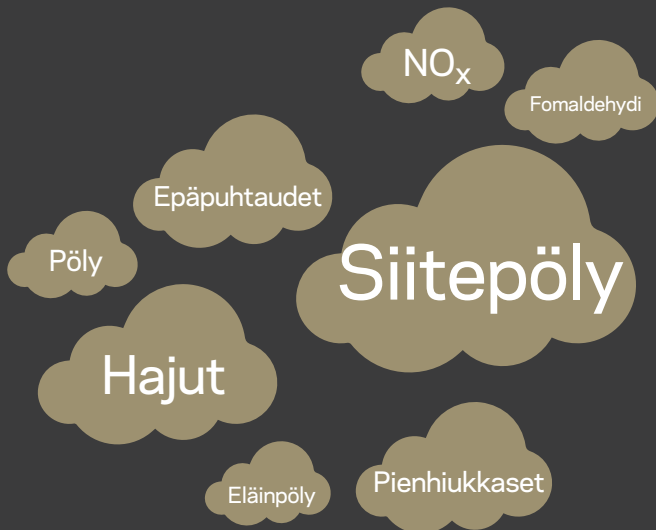 NOx
Fomaldehydi
Epäpuhtaudet
Siitepöly
Pöly
Hajut
Pienhiukkaset
Eläinpöly